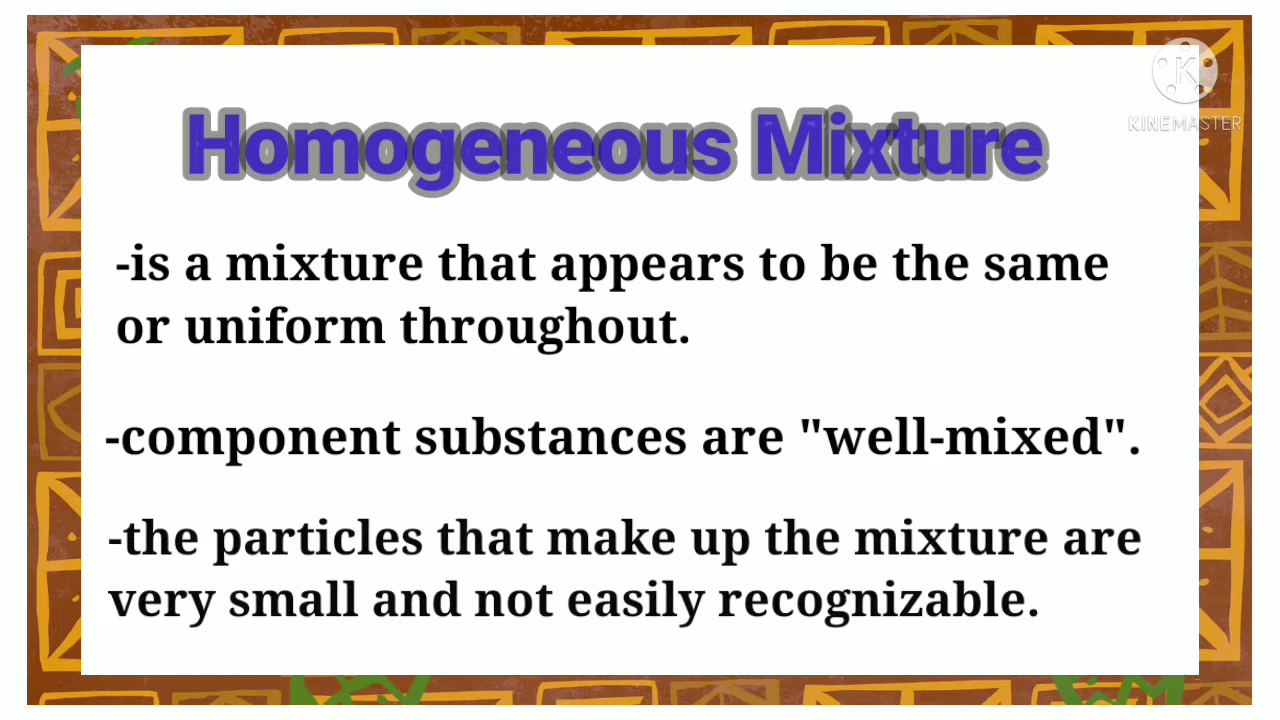 K
KINEMASTER
Homogeneous Mixture
-is a mixture that appears to be the same
or uniform throughout.
-component substances are "well-mixed".
-the particles that make up the mixture are
very small and not easily recognizable.